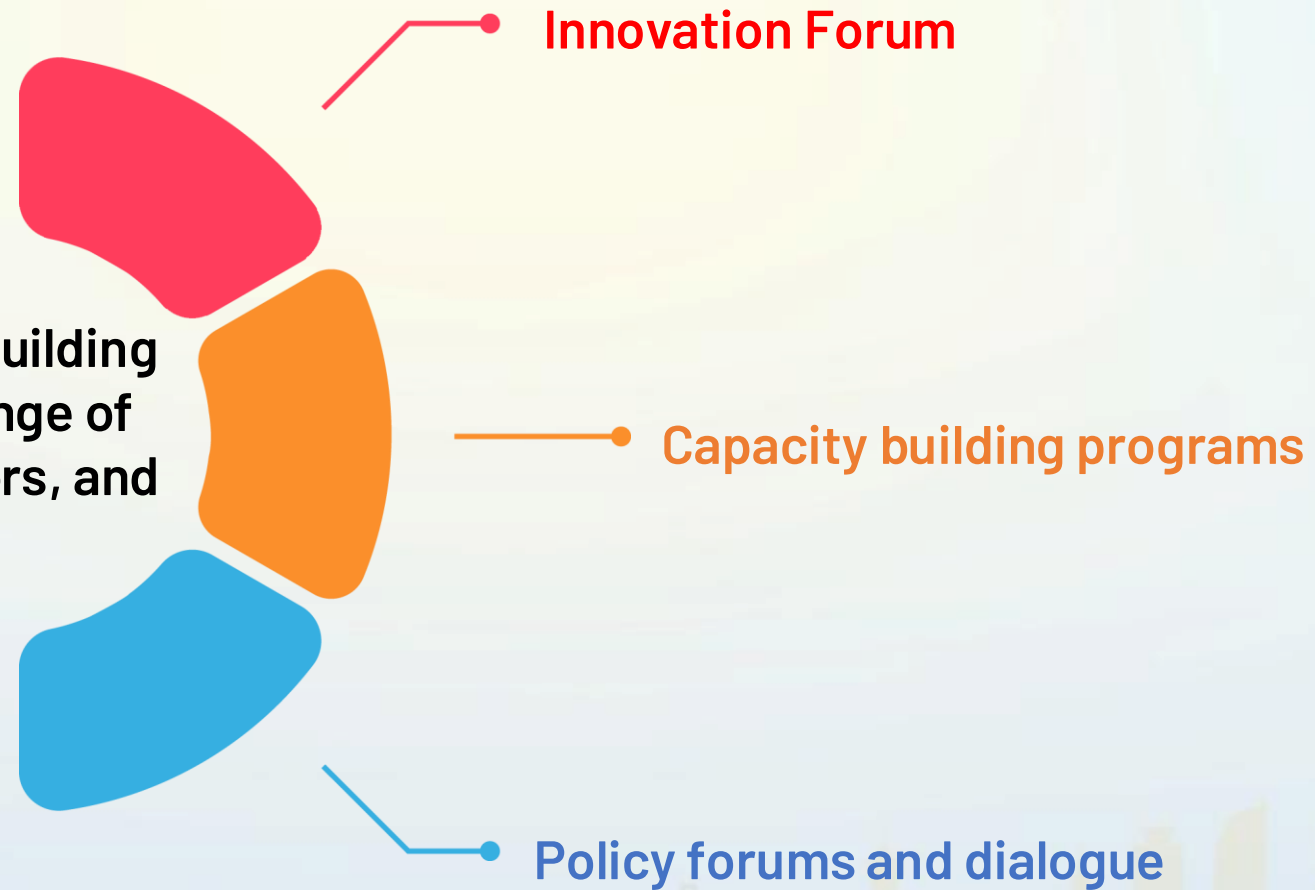 Innovation Forum
uilding
nge of
rs, and
Capacity building programs
Policy forums and dialogue